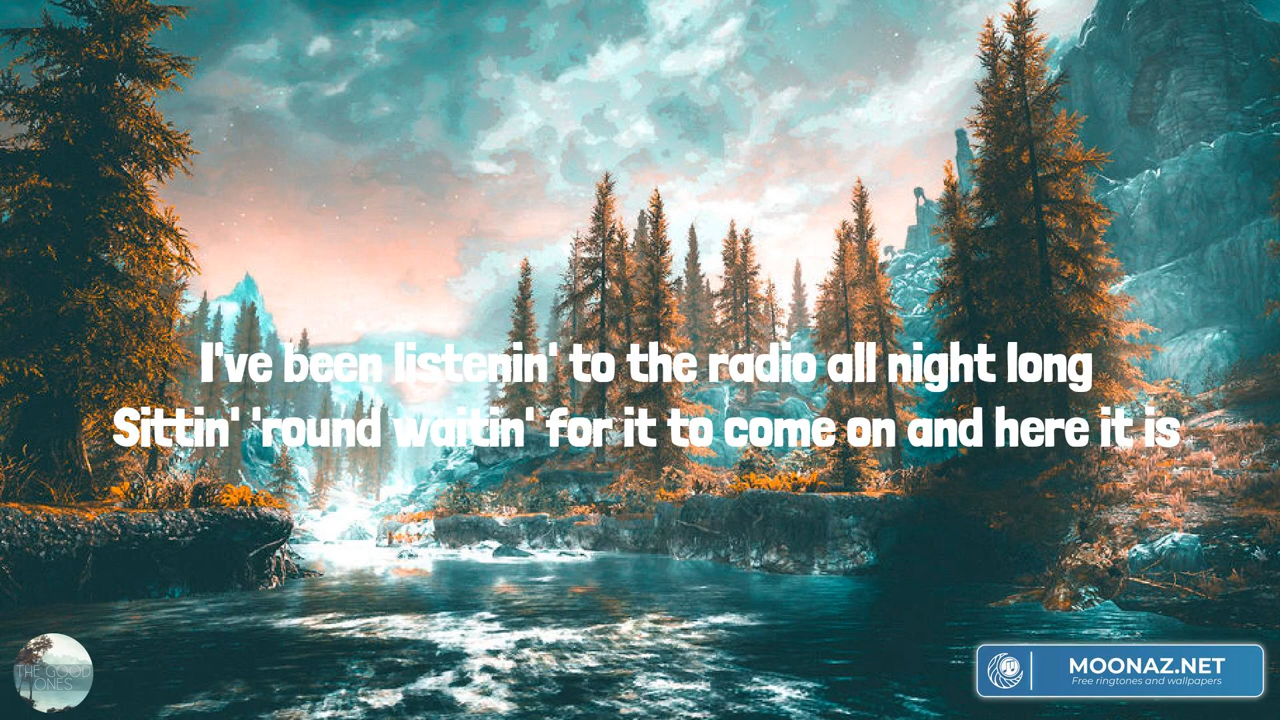 I've been listenin' to the radio all night long
Sittin' 'round waitin' for it to come on and here it is
THE GOOD
ONES
MOONAZ.NET
Free ringtones and wallpapers